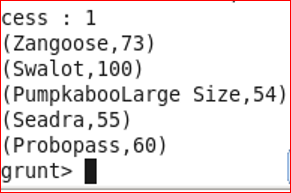 cess : 1
(Zangoose,73)
(Swalot,100)
(PumpkabooLarge Size,54)
(Seadra,55)
(Probopass,60)
grunt>